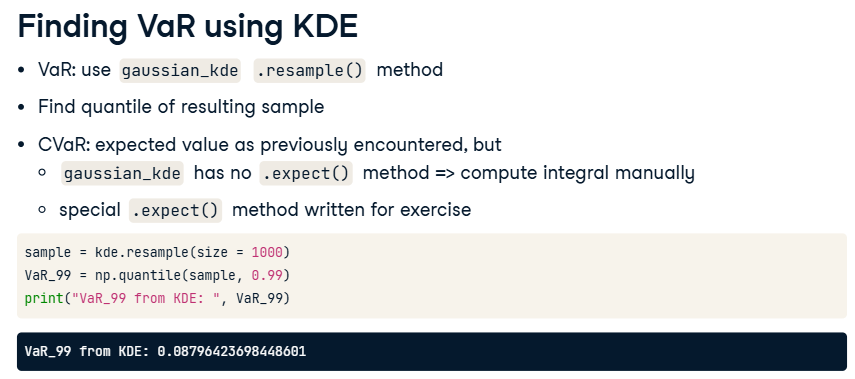 Finding VaR using KDE
• VaR: use gaussian_kde .resample() method
• Find quantile of resulting sample
• CVaR: expected value as previously encountered, but
◦ gaussian_kde has no .expect() method => compute integral manually
◦ special .expect() method written for exercise
sample = kde.resample(size = 1000)
VaR_99 = np.quantile(sample, 0.99)
print("VaR_99 from KDE: ", VaR_99)
VaR_99 from KDE: 0.08796423698448601